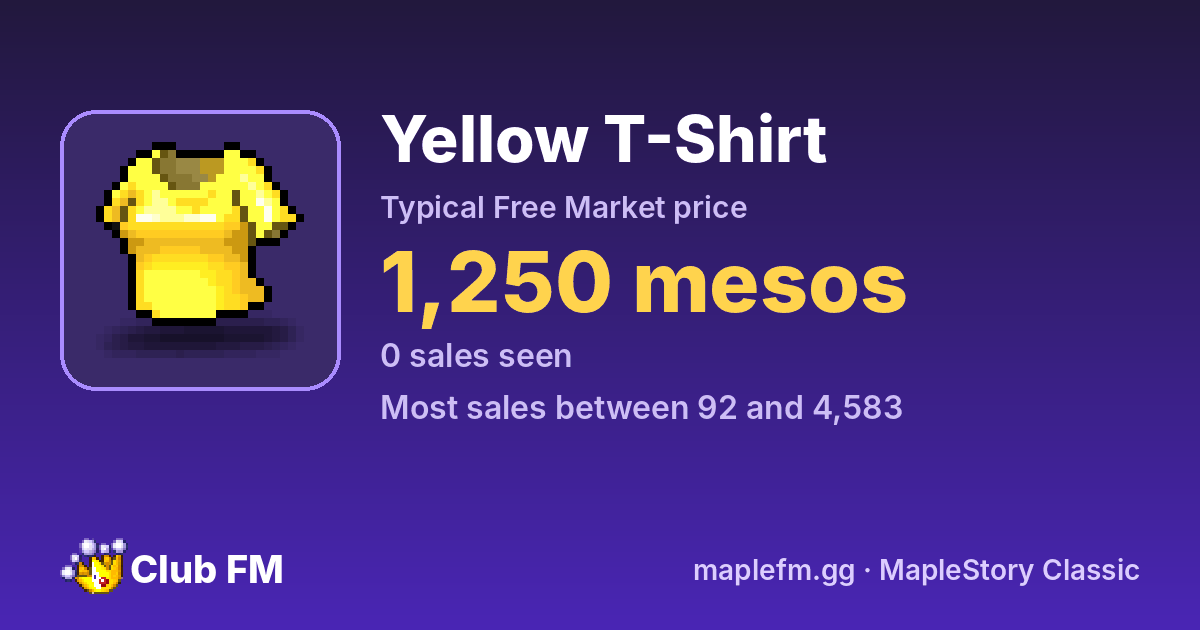 Yellow T-Shirt
Typical Free Market price
1,250 mesos
0 sales seen
Most sales between 92 and 4,583
Club FM
maplefm.gg · MapleStory Classic